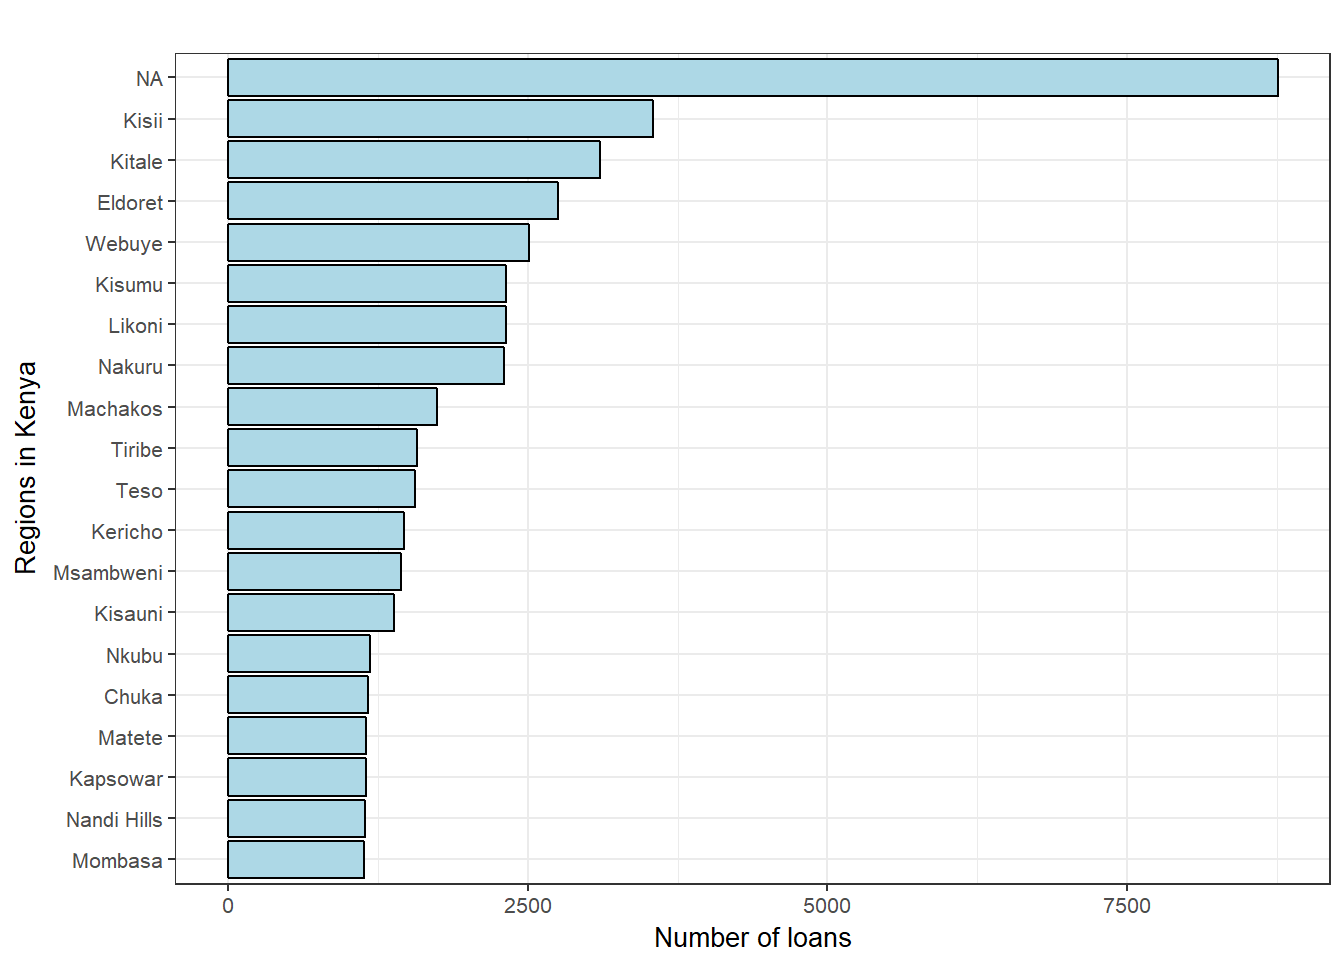 NA
Kisii
Kitale
Eldoret
Webuye
Kisumu
Likoni
Nakuru
Machakos
Tiribe
Teso
Kericho
Msambweni
Kisauni
Nkubu
Chuka
Matete
Kapsowar
Nandi Hills
Mombasa
Regions in Kenya
0 2500 5000 7500
Number of loans